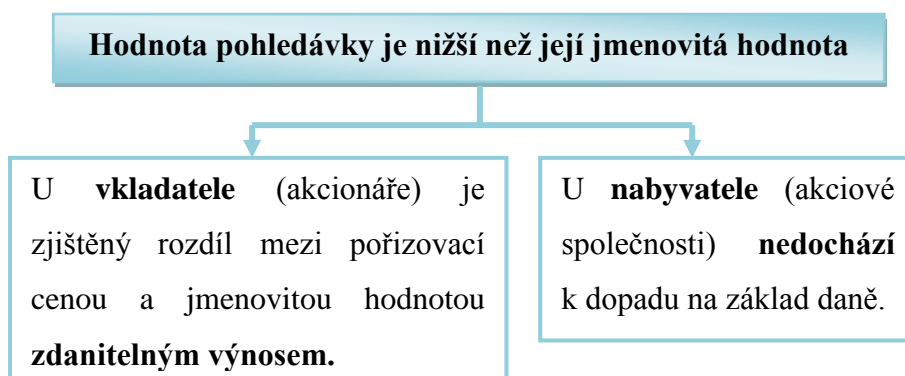 Hodnota pohledávky je nižší než její jmenovitá hodnota
U vkladatele (akcionáře) je
zjištěný rozdíl mezi pořizovací
cenou a jmenovitou hodnotou
zdanitelným výnosem.
U nabyvatele (akciové
společnosti) nedochází
k dopadu na základ daně.